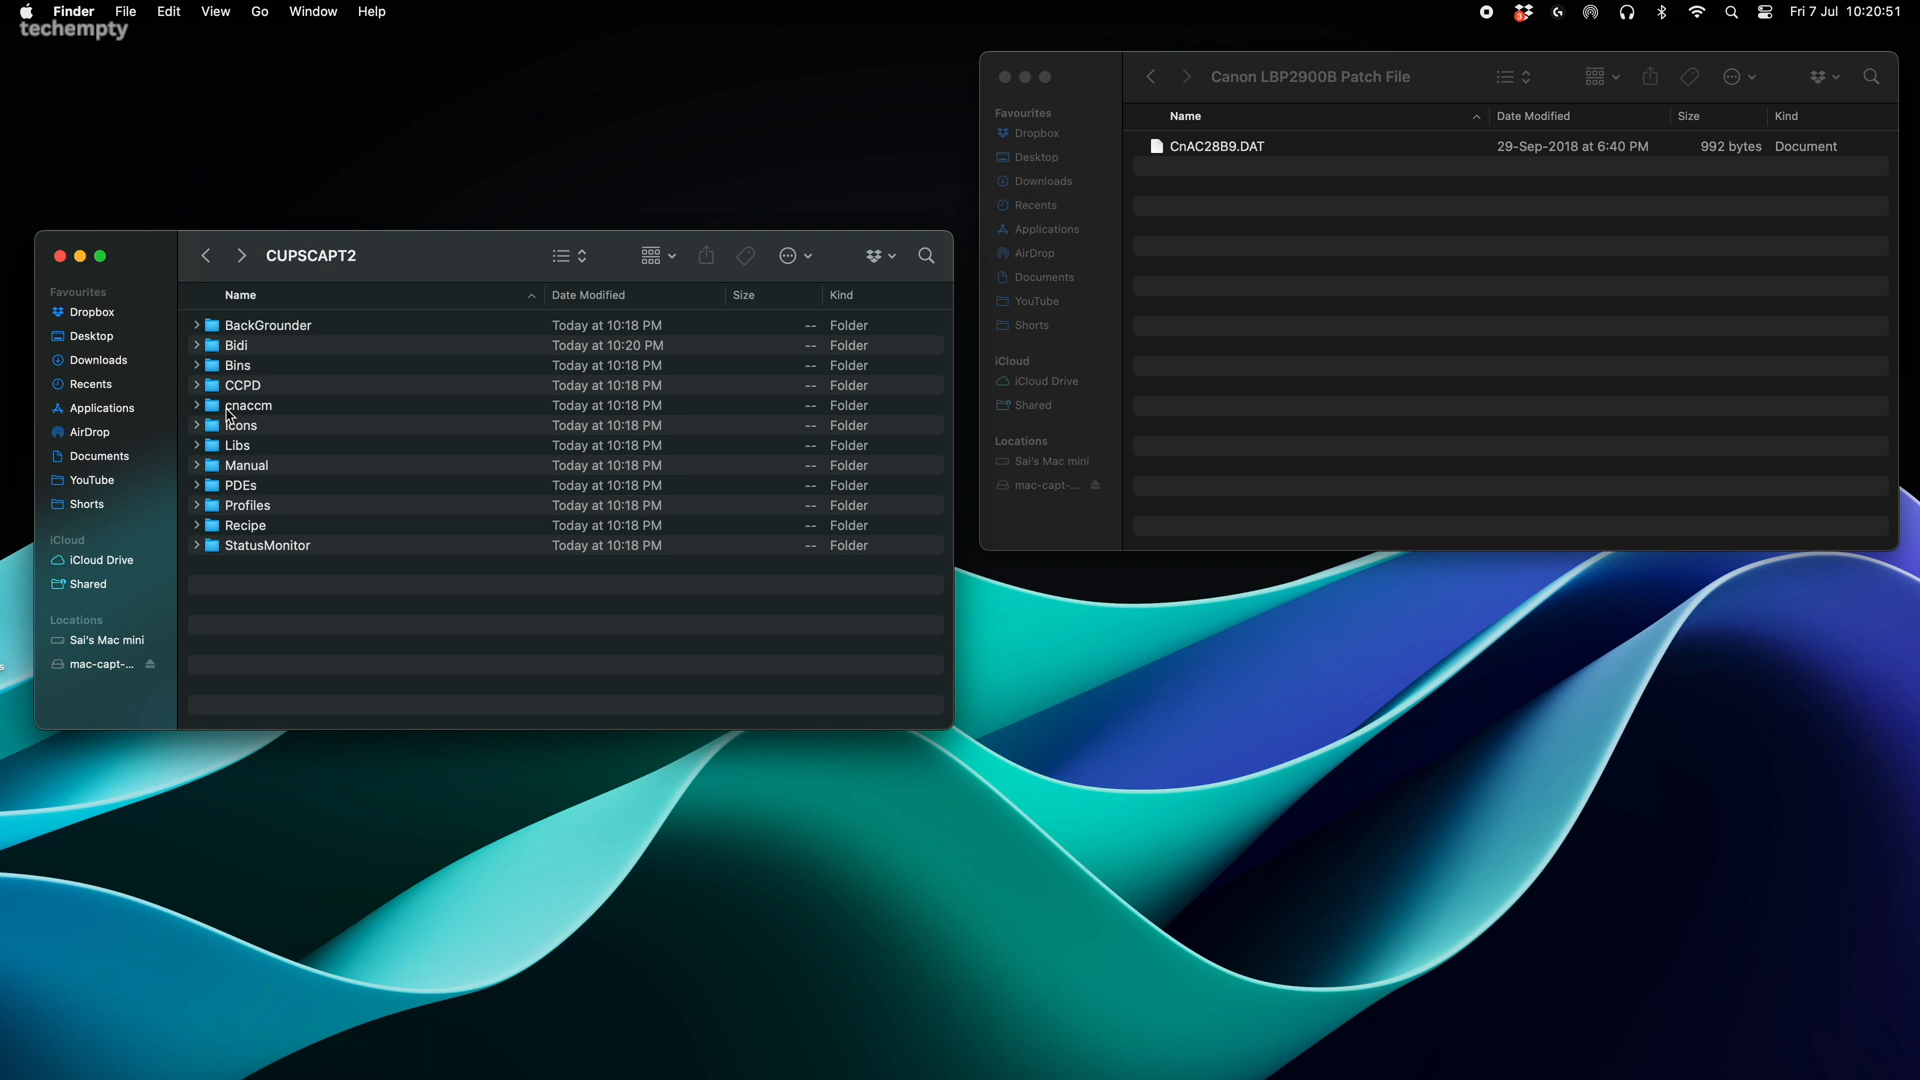 Finder File Edit View Go Window Help
3
Fri 7 Jul 10:20:51
techempty
Canon LBP2900B Patch File
Favourites
Dropbox
Desktop
Downloads
Recents
Applications
AirDrop
Documents
YouTube
Shorts
iCloud
iCloud Drive
Shared
Locations
Sai's Mac mini
mac-capt-...
Name Date Modified Size Kind
CnAC28B9.DAT 29-Sep-2018 at 6:40 PM 992 bytes Document
CUPSCAPT2
Favourites
Dropbox
Desktop
Downloads
Recents
Applications
AirDrop
Documents
YouTube
Shorts
iCloud
iCloud Drive
Shared
Locations
Sai's Mac mini
mac-capt-...
Name Date Modified Size Kind
BackGrounder Today at 10:18 PM -- Folder
Bidi Today at 10:20 PM -- Folder
Bins Today at 10:18 PM -- Folder
CCPD Today at 10:18 PM -- Folder
cnaccm Today at 10:18 PM -- Folder
Icons Today at 10:18 PM -- Folder
Libs Today at 10:18 PM -- Folder
Manual Today at 10:18 PM -- Folder
PDEs Today at 10:18 PM -- Folder
Profiles Today at 10:18 PM -- Folder
Recipe Today at 10:18 PM -- Folder
StatusMonitor Today at 10:18 PM -- Folder
s